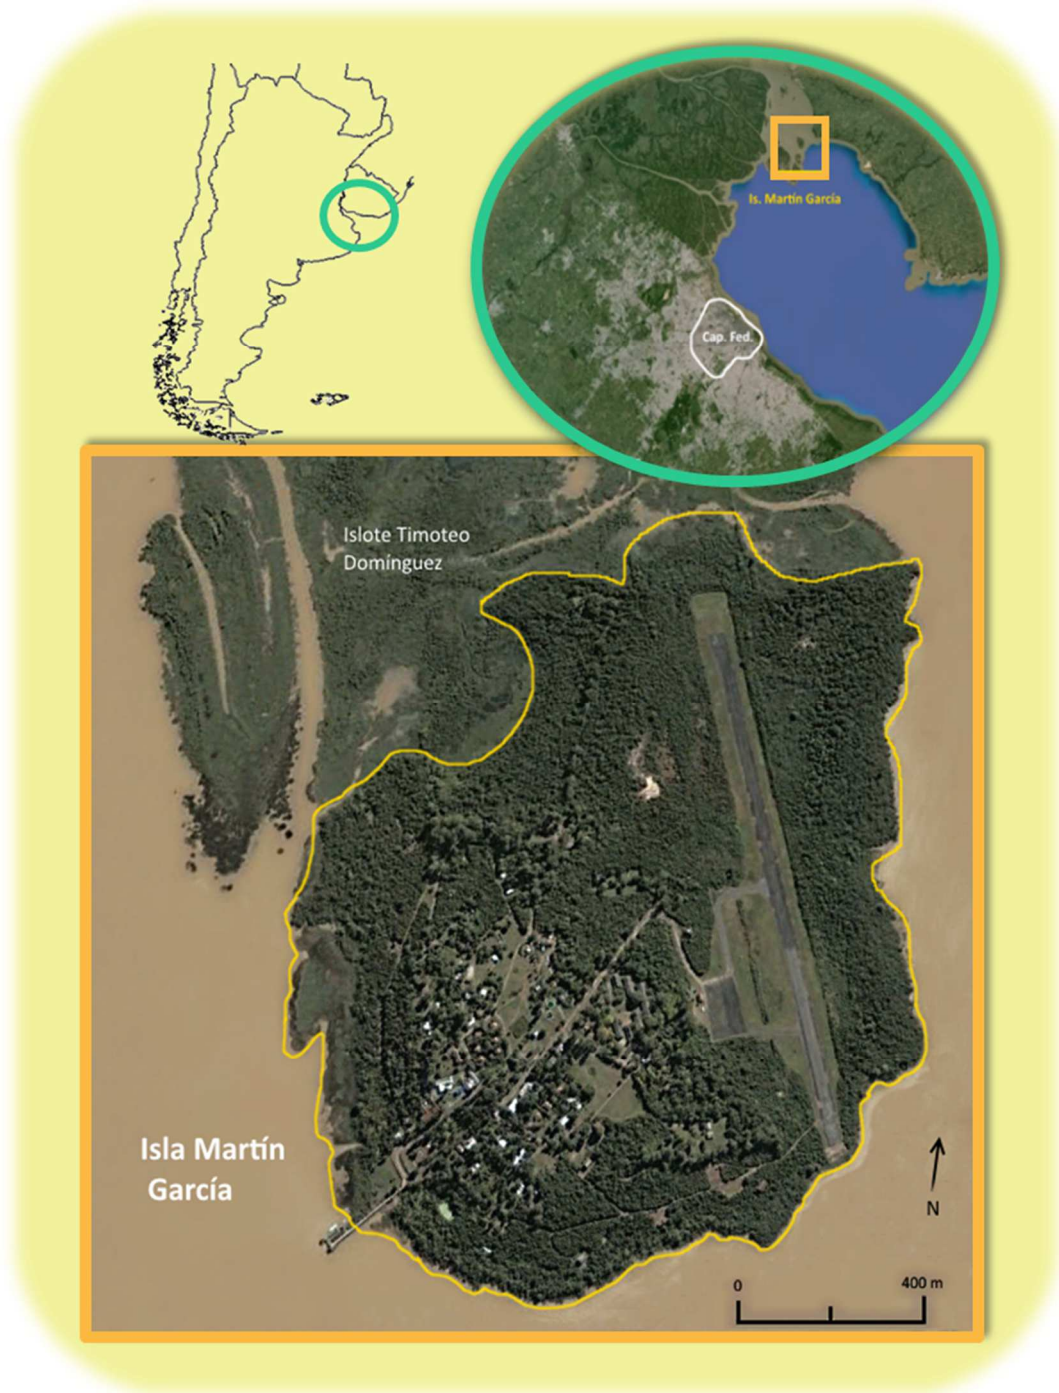 Is. Martín García
Cap. Fed.
Islote Timoteo
Domínguez
Isla Martín
García
N
0
400 m